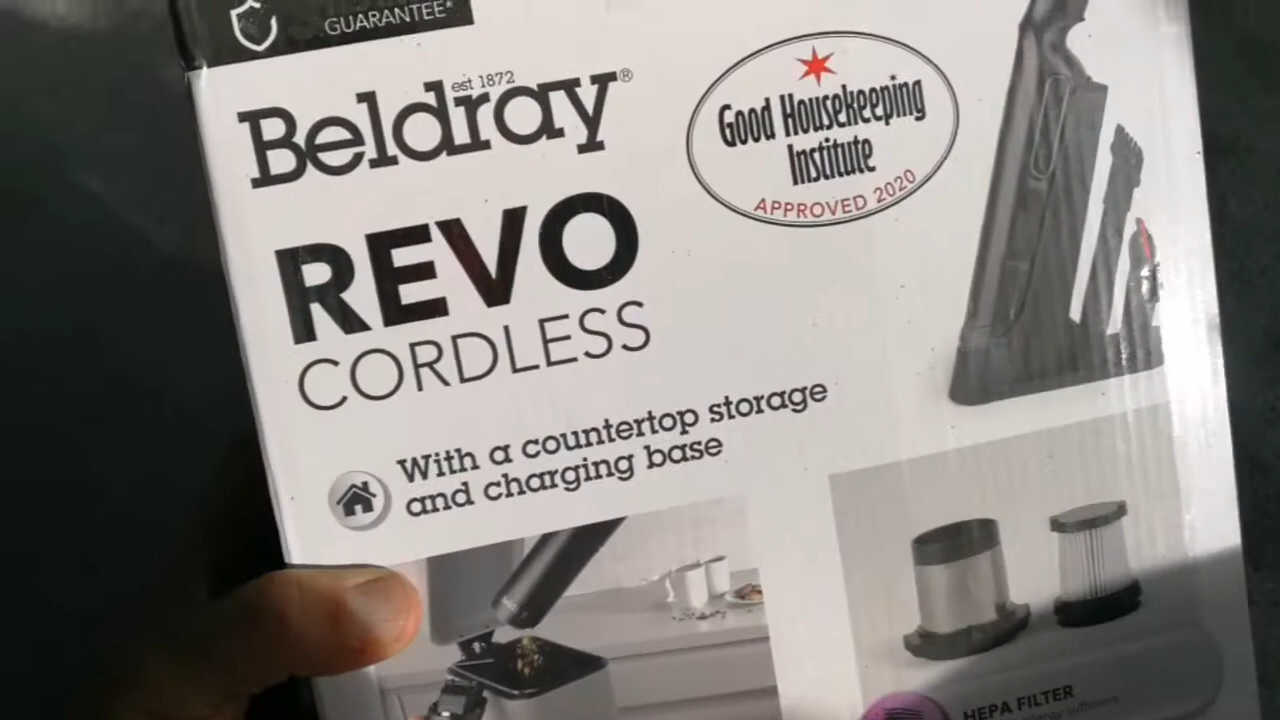 GUARANTEE*
est 1872
Beldray®
REVO
CORDLESS
Good Housekeeping
Institute
APPROVED 2020
With a countertop storage
and charging base
HEPA FILTER